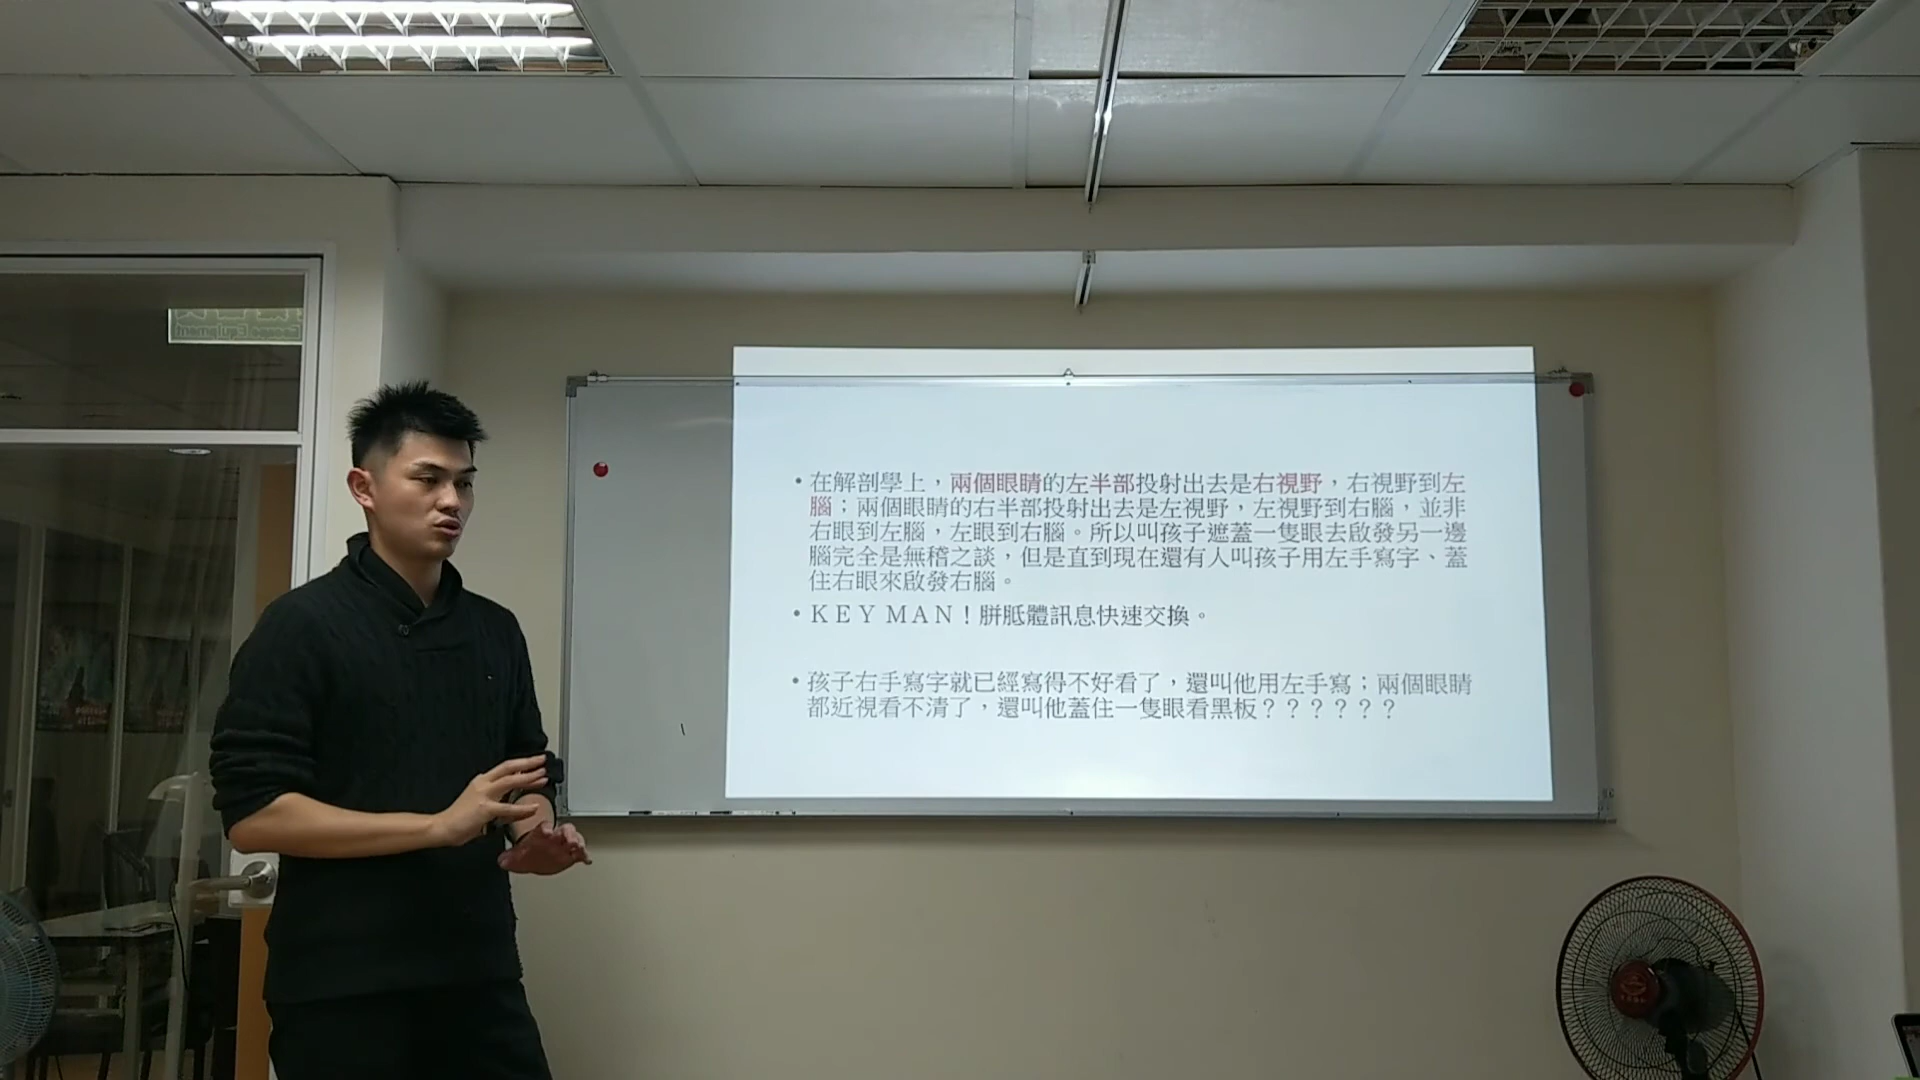 Escape Equipment
•在解剖學上，兩個眼睛的左半部投射出去是右視野，右視野到左
腦；兩個眼睛的右半部投射出去是左視野，左視野到右腦，並非
右眼到左腦，左眼到右腦。所以叫孩子遮蓋一隻眼去啟發另一邊
腦完全是無稽之談，但是直到現在還有人叫孩子用左手寫字、蓋
住右眼來啟發右腦。
•ＫＥＹ ＭＡＮ！胼胝體訊息快速交換。
•孩子右手寫字就已經寫得不好看了，還叫他用左手寫；兩個眼睛
都近視看不清了，還叫他蓋住一隻眼看黑板？？？？？？